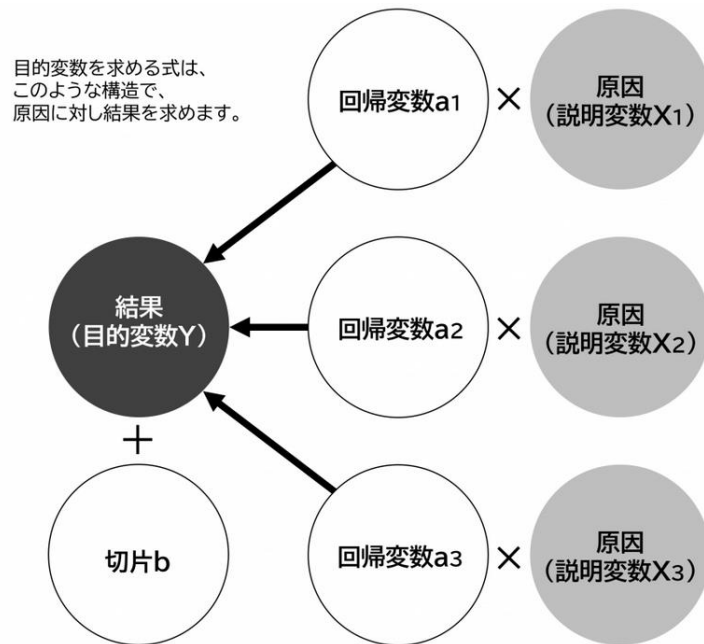 目的変数を求める式は、
このような構造で、
原因に対し結果を求めます。
回帰変数a1
×
原因
(説明変数X1)
結果
(目的変数Y)
回帰変数a2
×
原因
(説明変数X2)
+
切片b
回帰変数a3
×
原因
(説明変数X3)